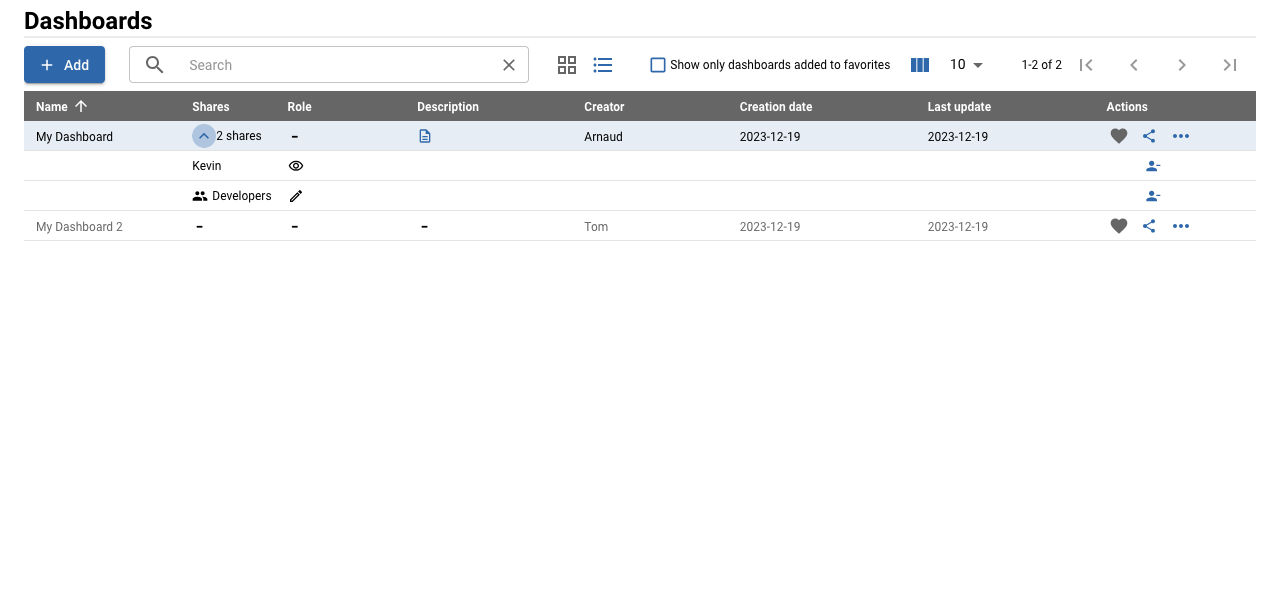 Dashboards
Add Search Show only dashboards added to favorites 10 1-2 of 2
Name Shares Role Description Creator Creation date Last update Actions
My Dashboard 2 shares – Arnaud 2023-12-19 2023-12-19
Kevin
Developers
My Dashboard 2 – – – Tom 2023-12-19 2023-12-19